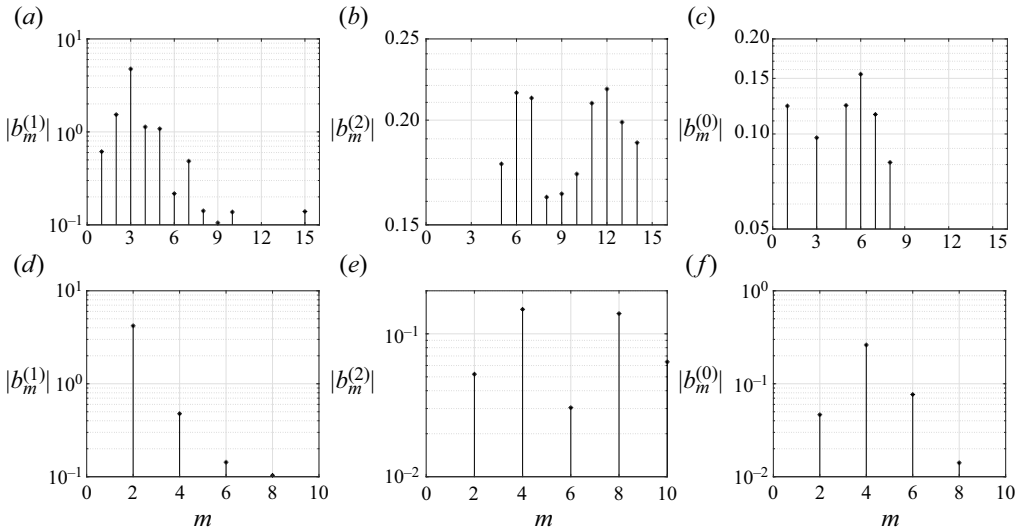 (a)
|b_m^{(1)}|
10^1
10^0
10^{-1}
0 3 6 9 12 15
(b)
|b_m^{(2)}|
0.25
0.20
0.15
0 3 6 9 12 15
(c)
|b_m^{(0)}|
0.20
0.15
0.10
0.05
0 3 6 9 12 15
(d)
|b_m^{(1)}|
10^1
10^0
10^{-1}
0 2 4 6 8 10
m
(e)
|b_m^{(2)}|
10^{-1}
10^{-2}
0 2 4 6 8 10
m
(f)
|b_m^{(0)}|
10^0
10^{-1}
10^{-2}
0 2 4 6 8 10
m